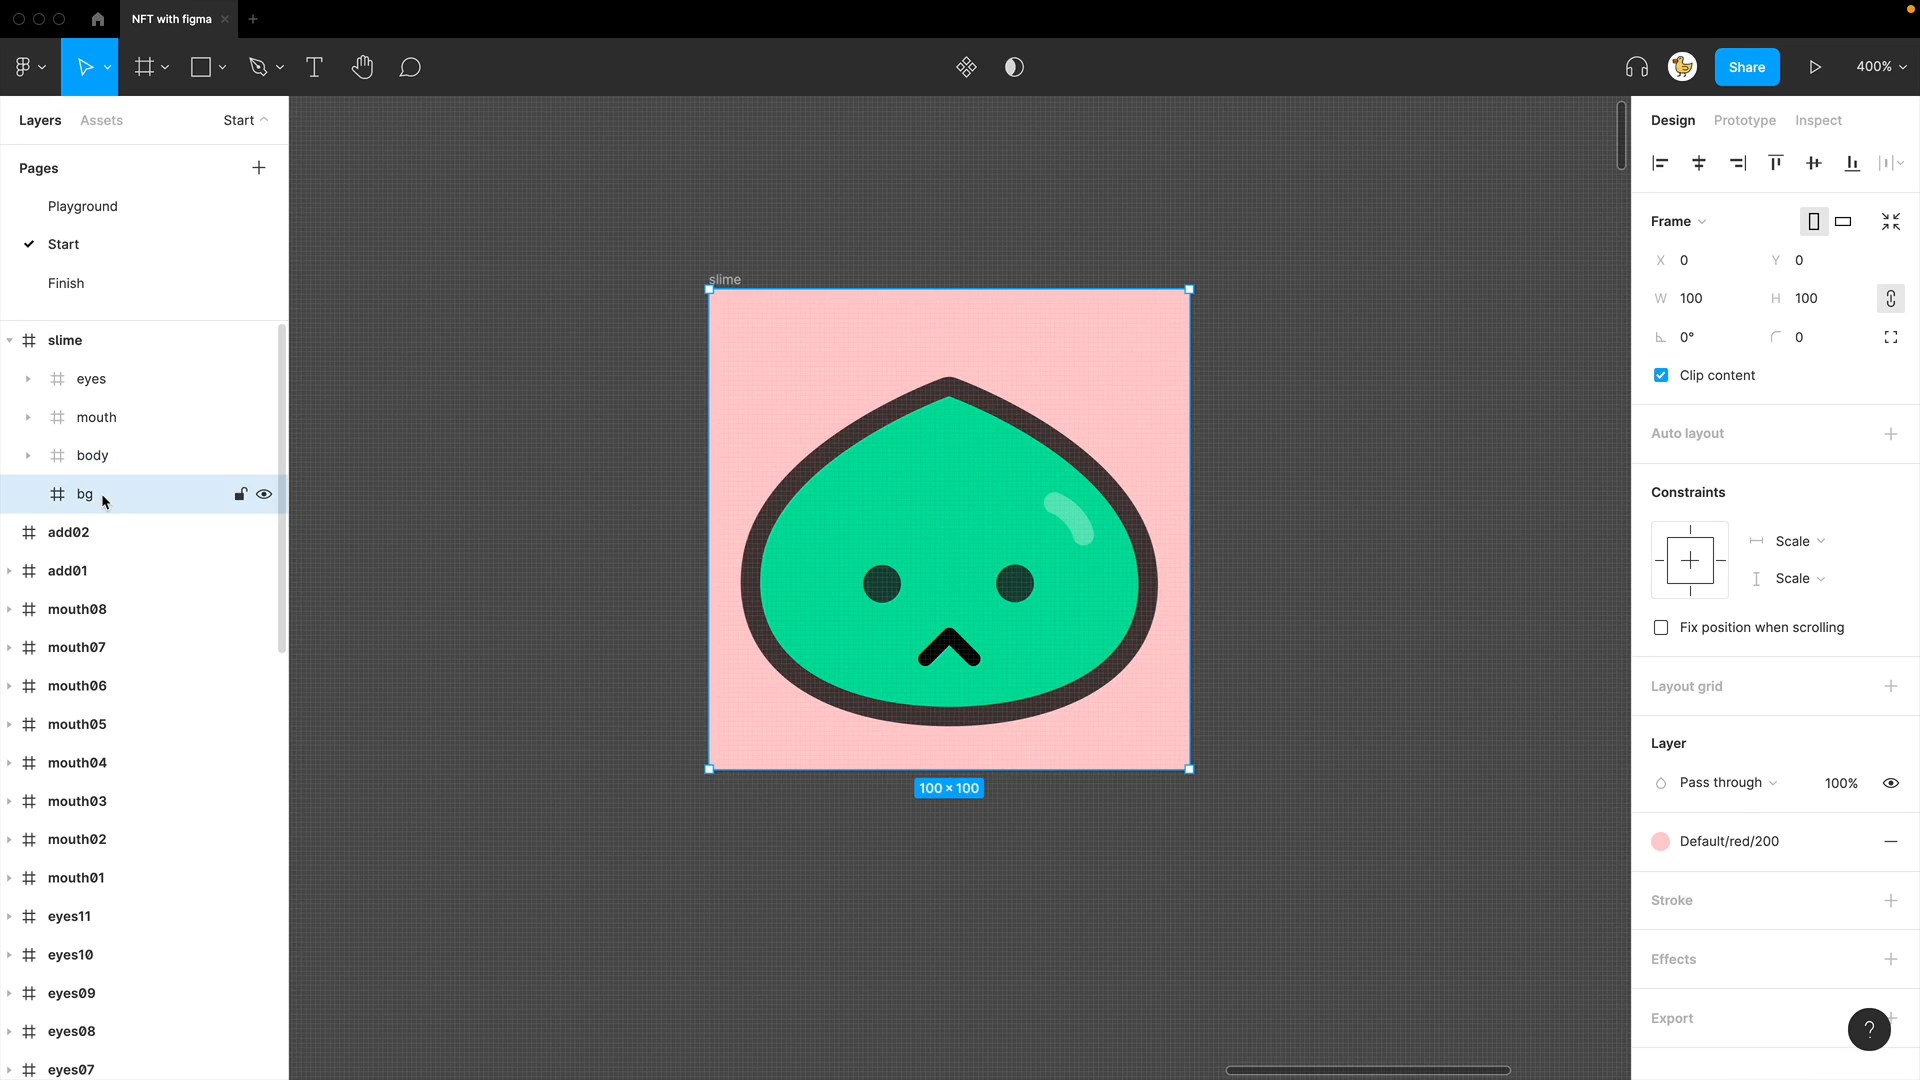 NFT with figma
Share
400%
Layers Assets Start
Pages
Playground
Start
Finish
slime
eyes
mouth
body
bg
add02
add01
mouth08
mouth07
mouth06
mouth05
mouth04
mouth03
mouth02
mouth01
eyes11
eyes10
eyes09
eyes08
eyes07
slime
100 × 100
Design Prototype Inspect
Frame
X 0 Y 0
W 100 H 100
0° 0
Clip content
Auto layout
Constraints
Scale
Scale
Fix position when scrolling
Layout grid
Layer
Pass through 100%
Default/red/200
Stroke
Effects
Export
?